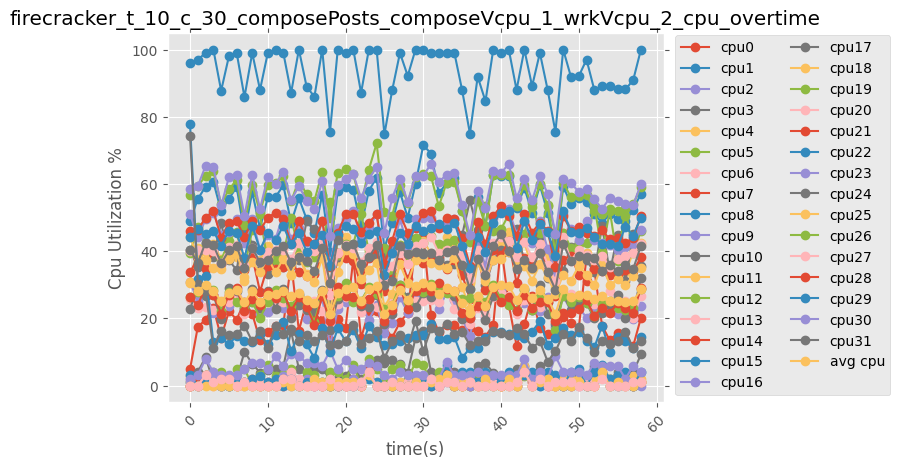 firecracker_t_10_c_30_composePosts_composeVcpu_1_wrkVcpu_2_cpu_overtime
Cpu Utilization %
100
80
60
40
20
0
0
10
20
30
40
50
60
time(s)
cpu0
cpu1
cpu2
cpu3
cpu4
cpu5
cpu6
cpu7
cpu8
cpu9
cpu10
cpu11
cpu12
cpu13
cpu14
cpu15
cpu16
cpu17
cpu18
cpu19
cpu20
cpu21
cpu22
cpu23
cpu24
cpu25
cpu26
cpu27
cpu28
cpu29
cpu30
cpu31
avg cpu